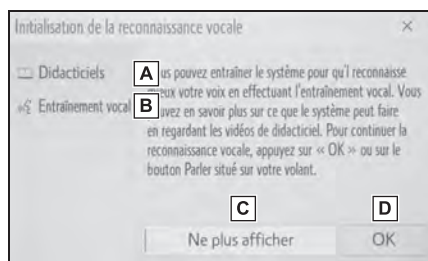 Initialisation de la reconnaissance vocale ×
Didacticiels
A
us pouvez entraîner le système pour qu'il reconnaisse
Entraînement vocal
B
eux votre voix en effectuant l'entraînement vocal. Vous
uvez en savoir plus sur ce que le système peut faire
en regardant les vidéos de didacticiel. Pour continuer la
reconnaissance vocale, appuyez sur « OK » ou sur le
bouton Parler situé sur votre volant.
C D
Ne plus afficher OK